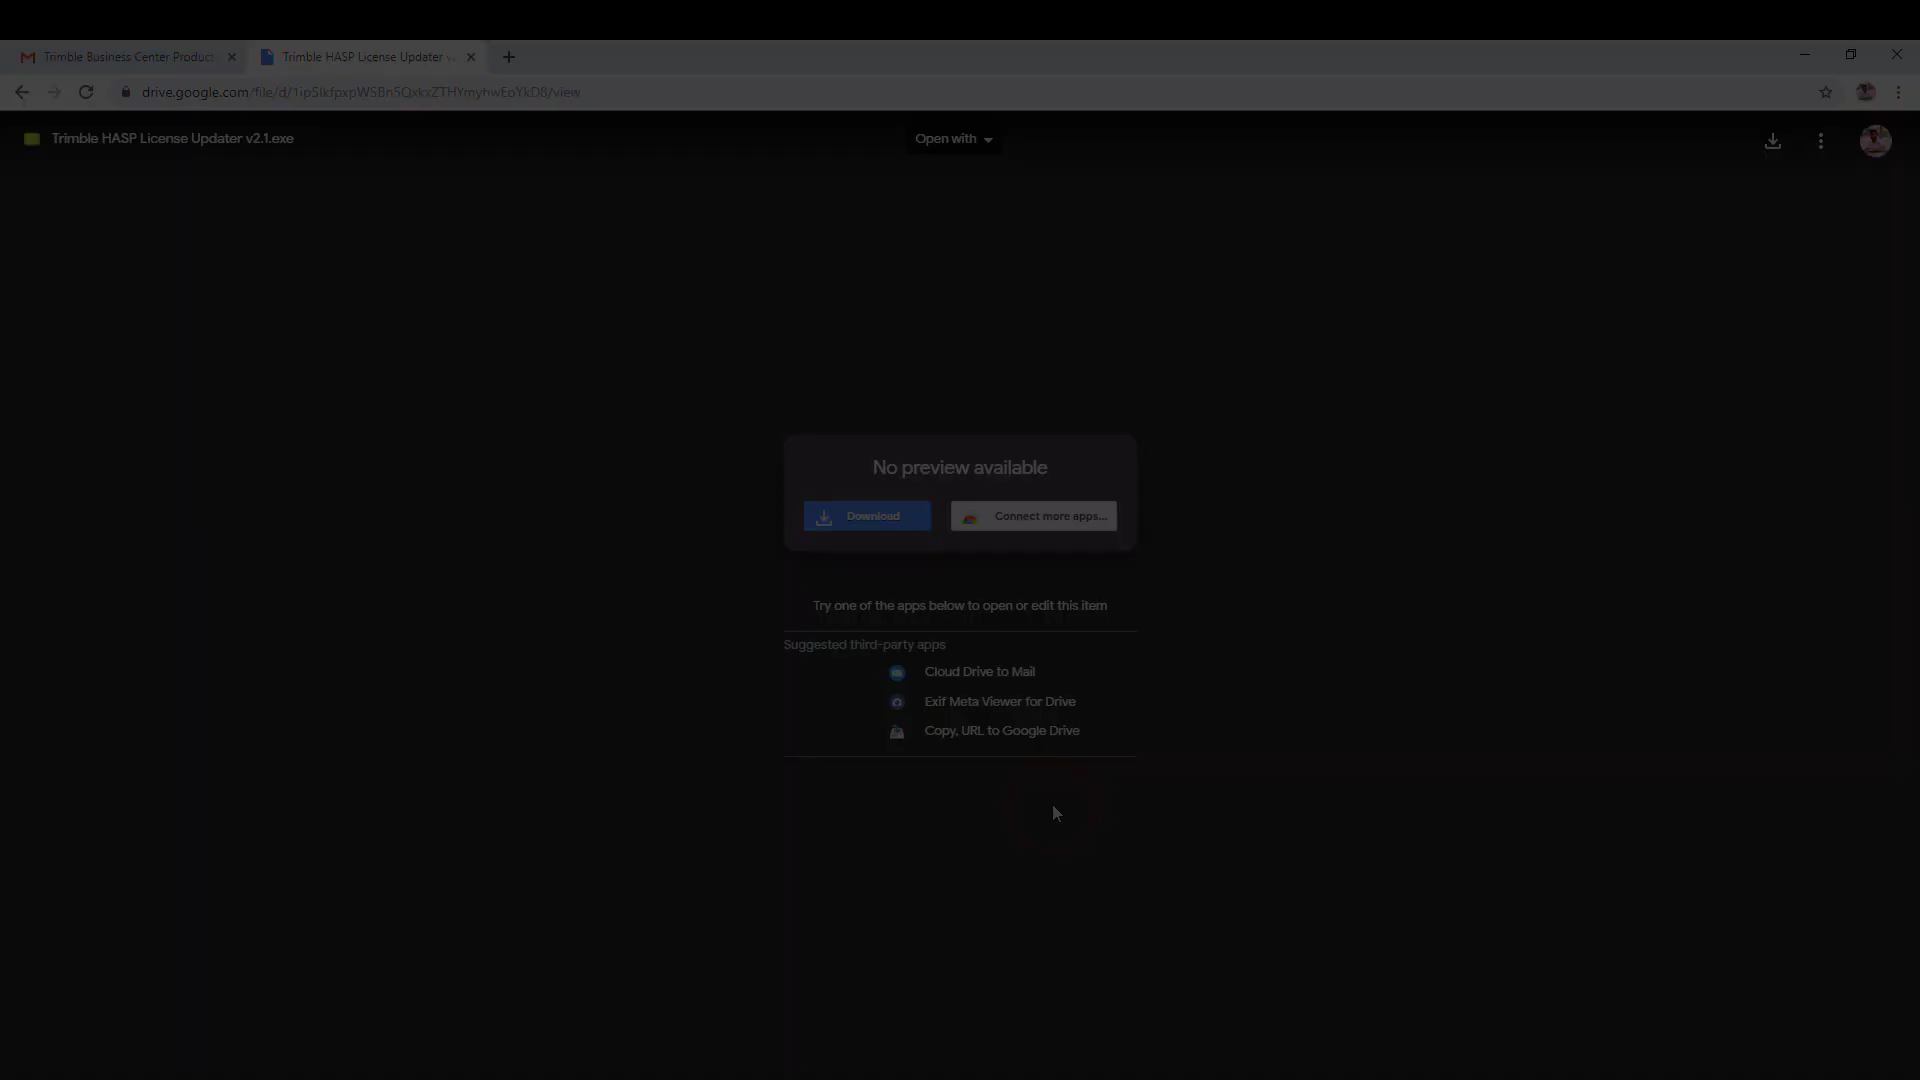 Trimble Business Center Product
Trimble HASP License Updater v
drive.google.com/file/d/1ipSlkfpxpWSBn5QxkxZTHYmyhwEoYkD8/view
Trimble HASP License Updater v2.1.exe
Open with
No preview available
Download
Connect more apps...
Try one of the apps below to open or edit this item
Suggested third-party apps
Cloud Drive to Mail
Exif Meta Viewer for Drive
Copy, URL to Google Drive